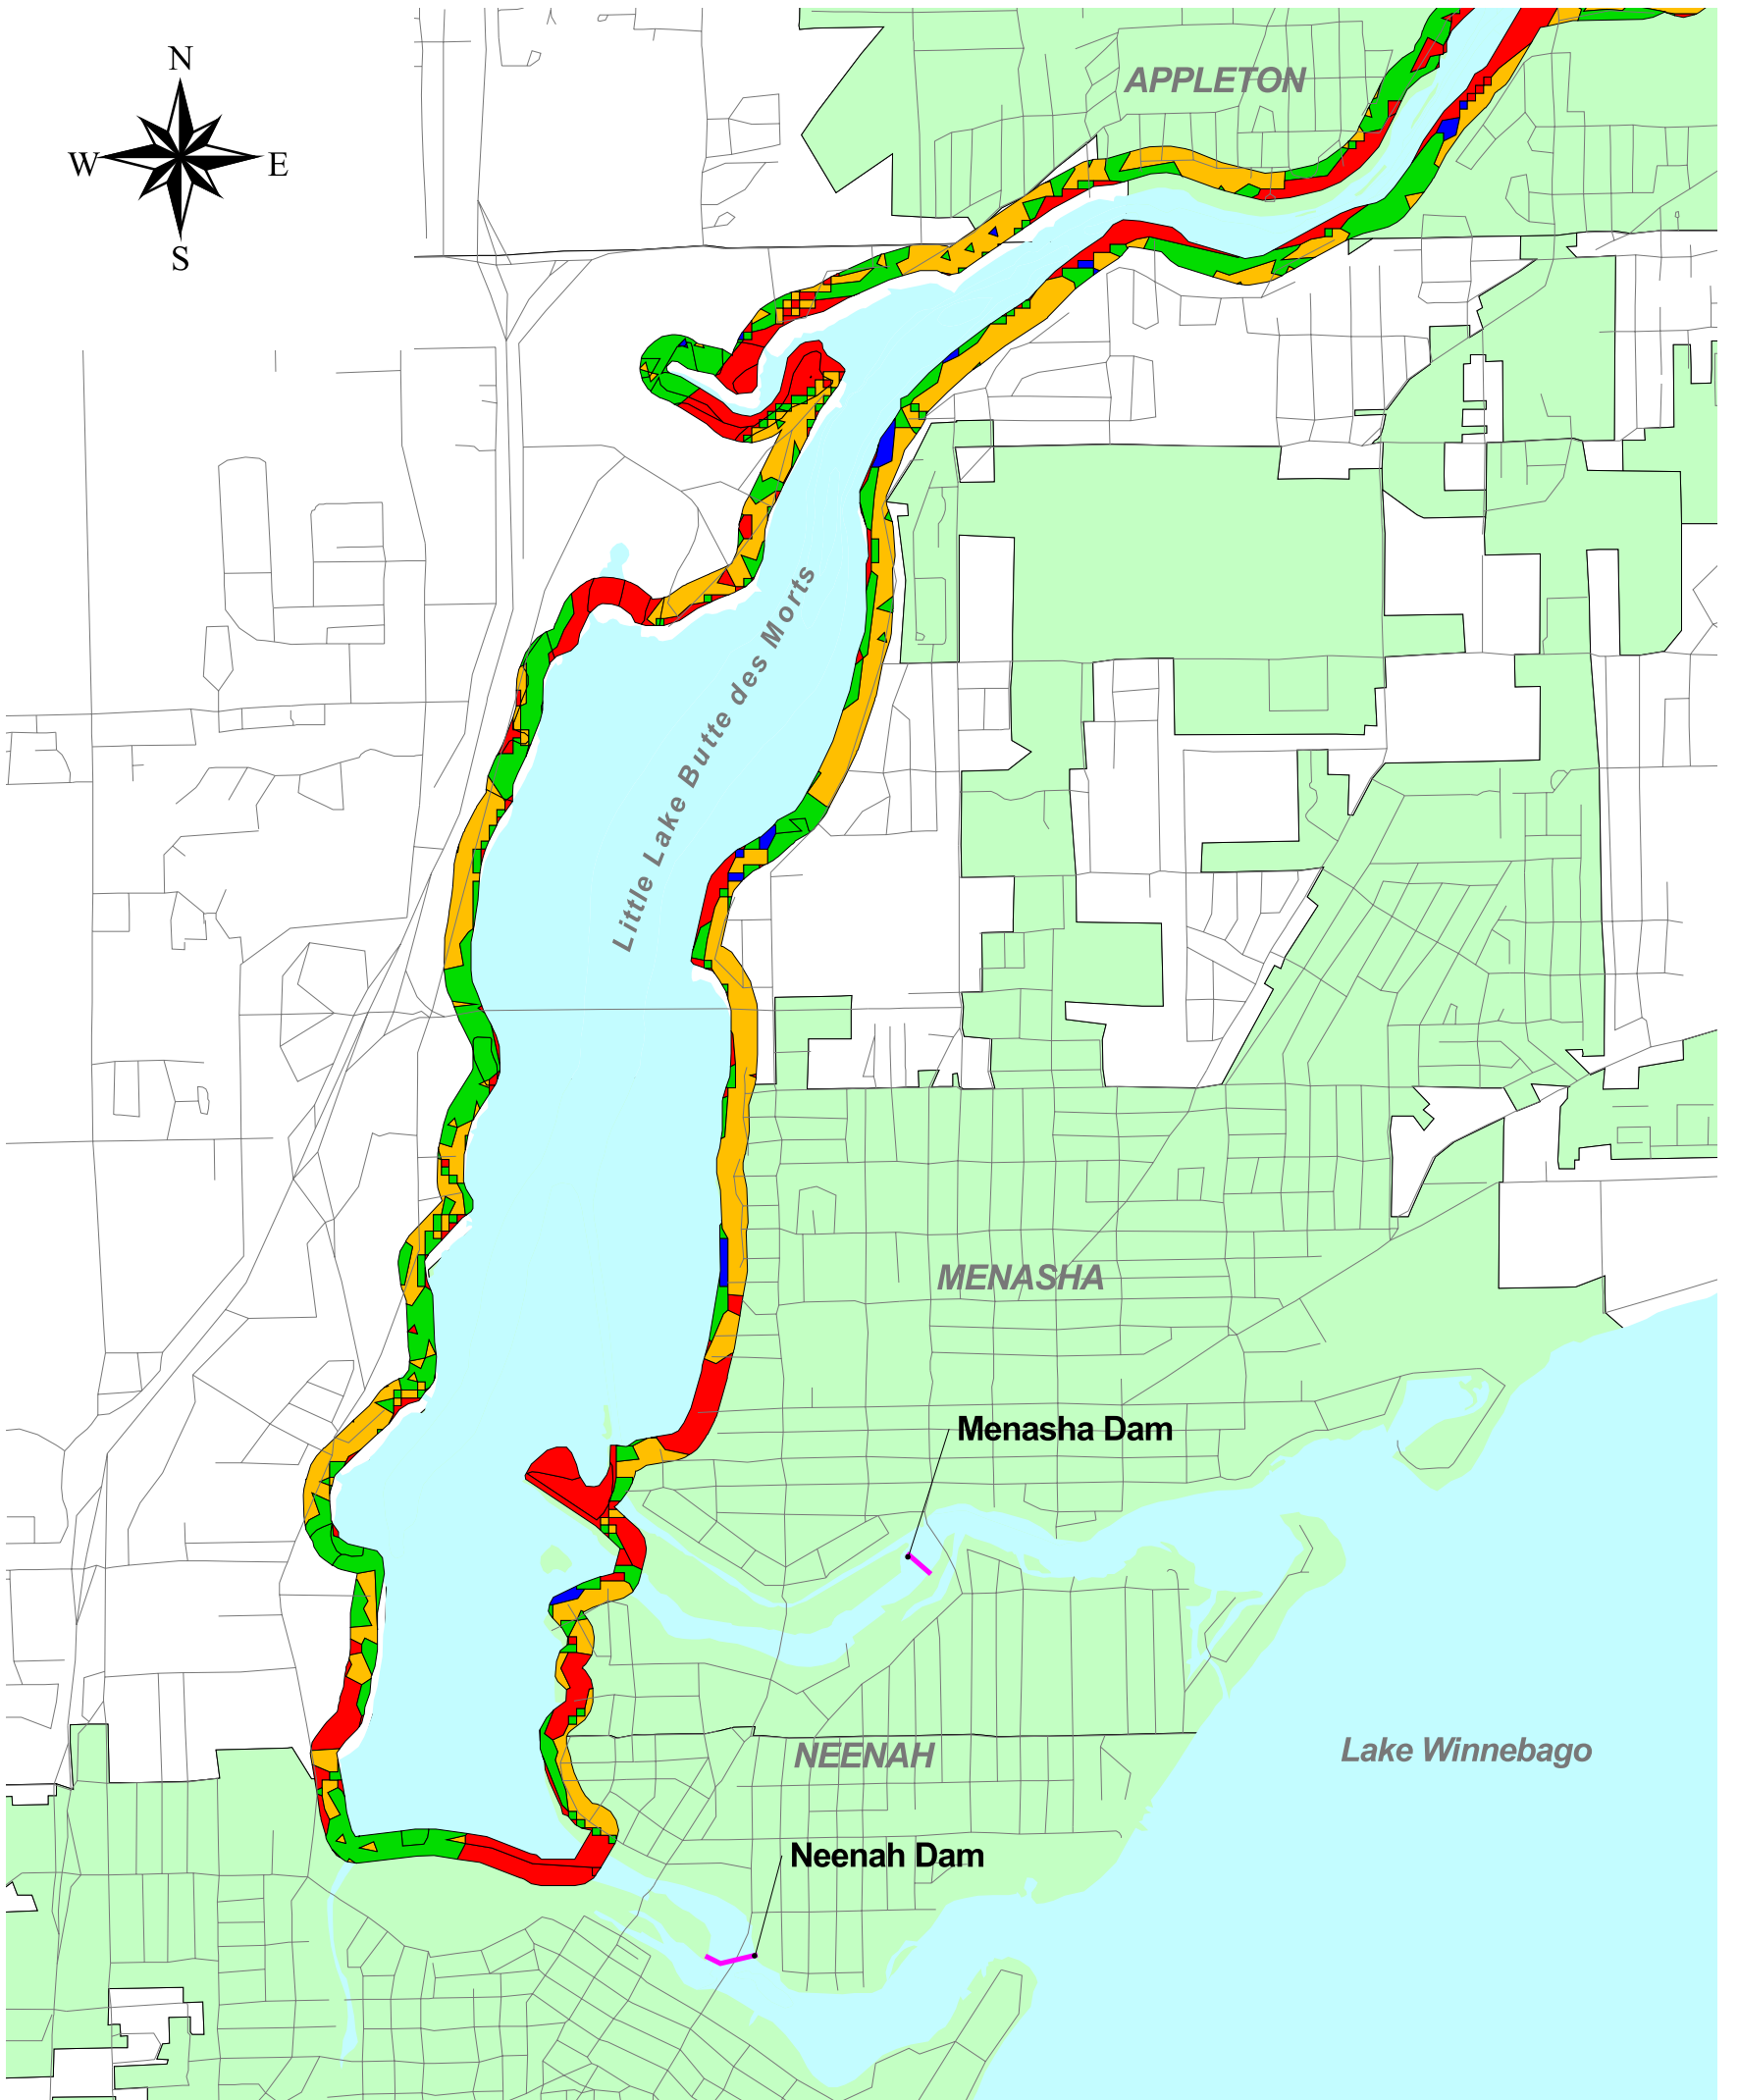 N
W E
S
APPLETON
Little Lake Butte des Morts
MENASHA
Menasha Dam
NEENAH
Lake Winnebago
Neenah Dam